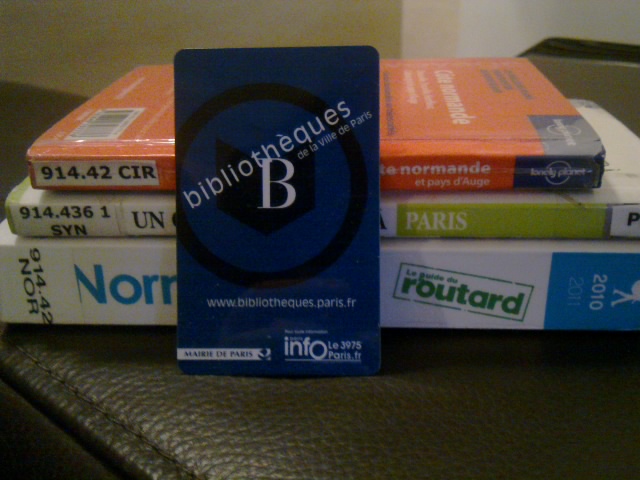 Côte normande
lonely planet
914.42 CIR
te normande
et pays d'Auge
lonely planet
914.436 1
SYN
UN
À PARIS
P
914.42
NOR
Norm
Le Guide du
routard
2010
2011
bibliothèques
de la Ville de Paris
B
www.bibliotheques.paris.fr
MAIRIE DE PARIS
info Le 3975
Paris.fr